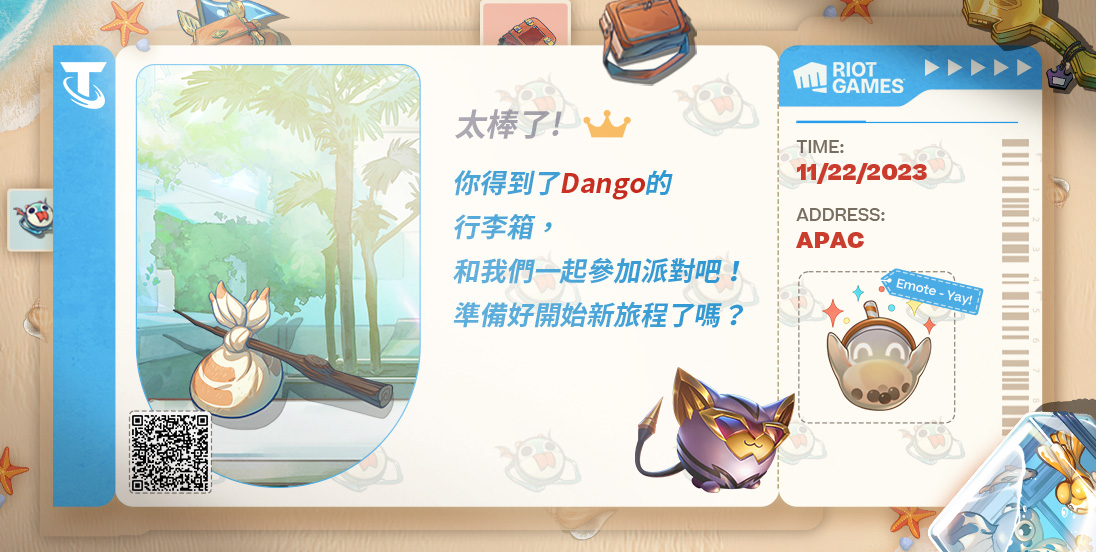 太棒了！
你得到了Dango的
行李箱，
和我們一起參加派對吧！
準備好開始新旅程了嗎？
RIOT
GAMES
TIME:
11/22/2023
ADDRESS:
APAC
Emote - Yay!